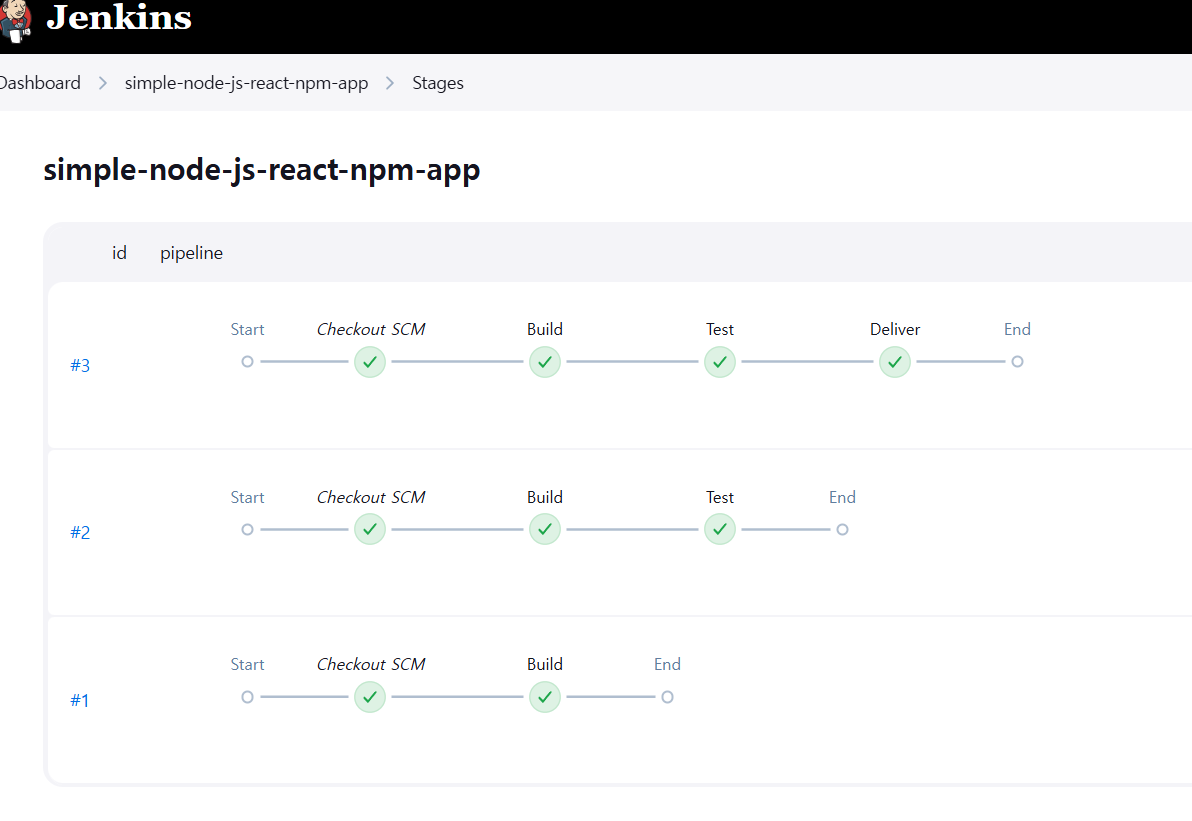 Jenkins
Dashboard > simple-node-js-react-npm-app > Stages
simple-node-js-react-npm-app
id pipeline
Start Checkout SCM Build Test Deliver End
#3
Start Checkout SCM Build Test End
#2
Start Checkout SCM Build End
#1